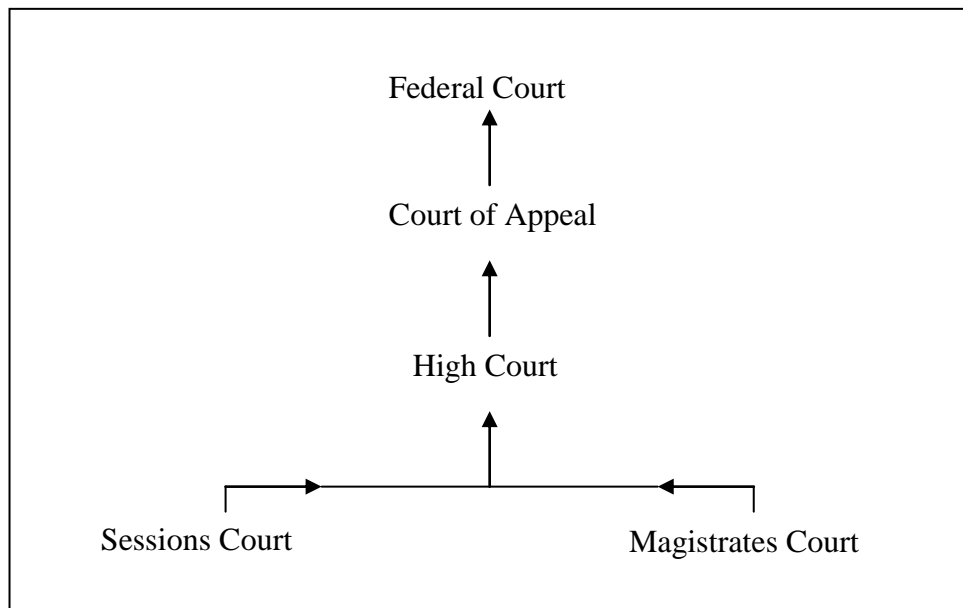 Federal Court
Court of Appeal
High Court
Sessions Court
Magistrates Court